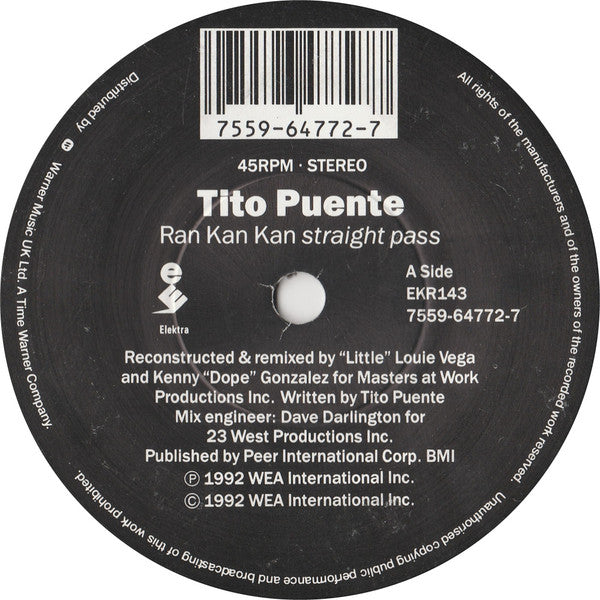 7559-64772-7
45RPM · STEREO
Tito Puente
Ran Kan Kan straight pass
A Side
EKR143
7559-64772-7
e
Elektra
Reconstructed & remixed by “Little” Louie Vega
and Kenny “Dope” Gonzalez for Masters at Work
Productions Inc. Written by Tito Puente
Mix engineer: Dave Darlington for
23 West Productions Inc.
Published by Peer International Corp. BMI
Ⓟ 1992 WEA International Inc.
© 1992 WEA International Inc.
Distributed by Warner Music UK Ltd. A Time Warner Company.
All rights of the manufacturers and of the owners of the recorded work reserved. Unauthorised copying public performance and broadcasting of this work prohibited.